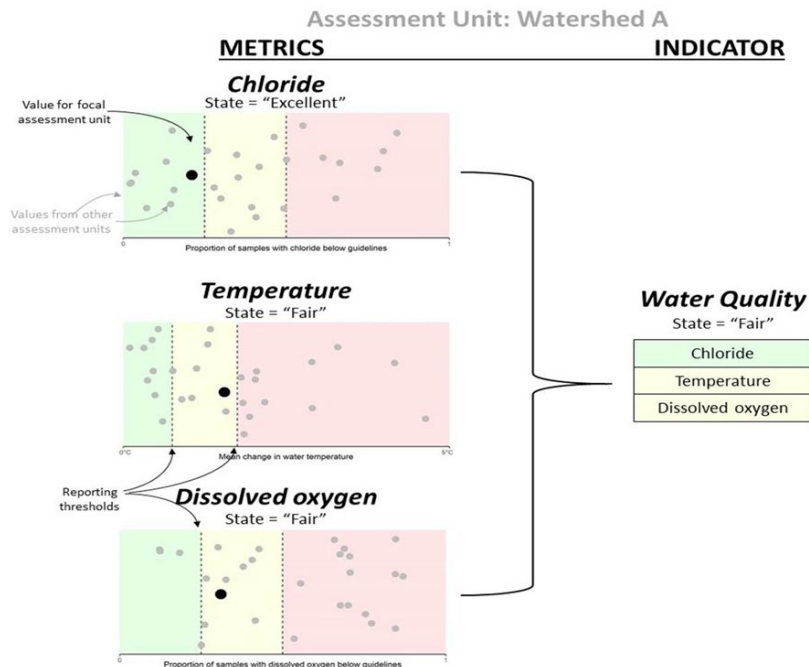 Assessment Unit: Watershed A
METRICS
INDICATOR
Chloride
State = “Excellent”
Value for focal
assessment unit
Values from other
assessment units
0
1
Proportion of samples with chloride below guidelines
Temperature
State = “Fair”
0°C
5°C
Mean change in water temperature
Reporting
thresholds
Dissolved oxygen
State = “Fair”
0
1
Proportion of samples with dissolved oxygen below guidelines
Water Quality
State = “Fair”
Chloride
Temperature
Dissolved oxygen